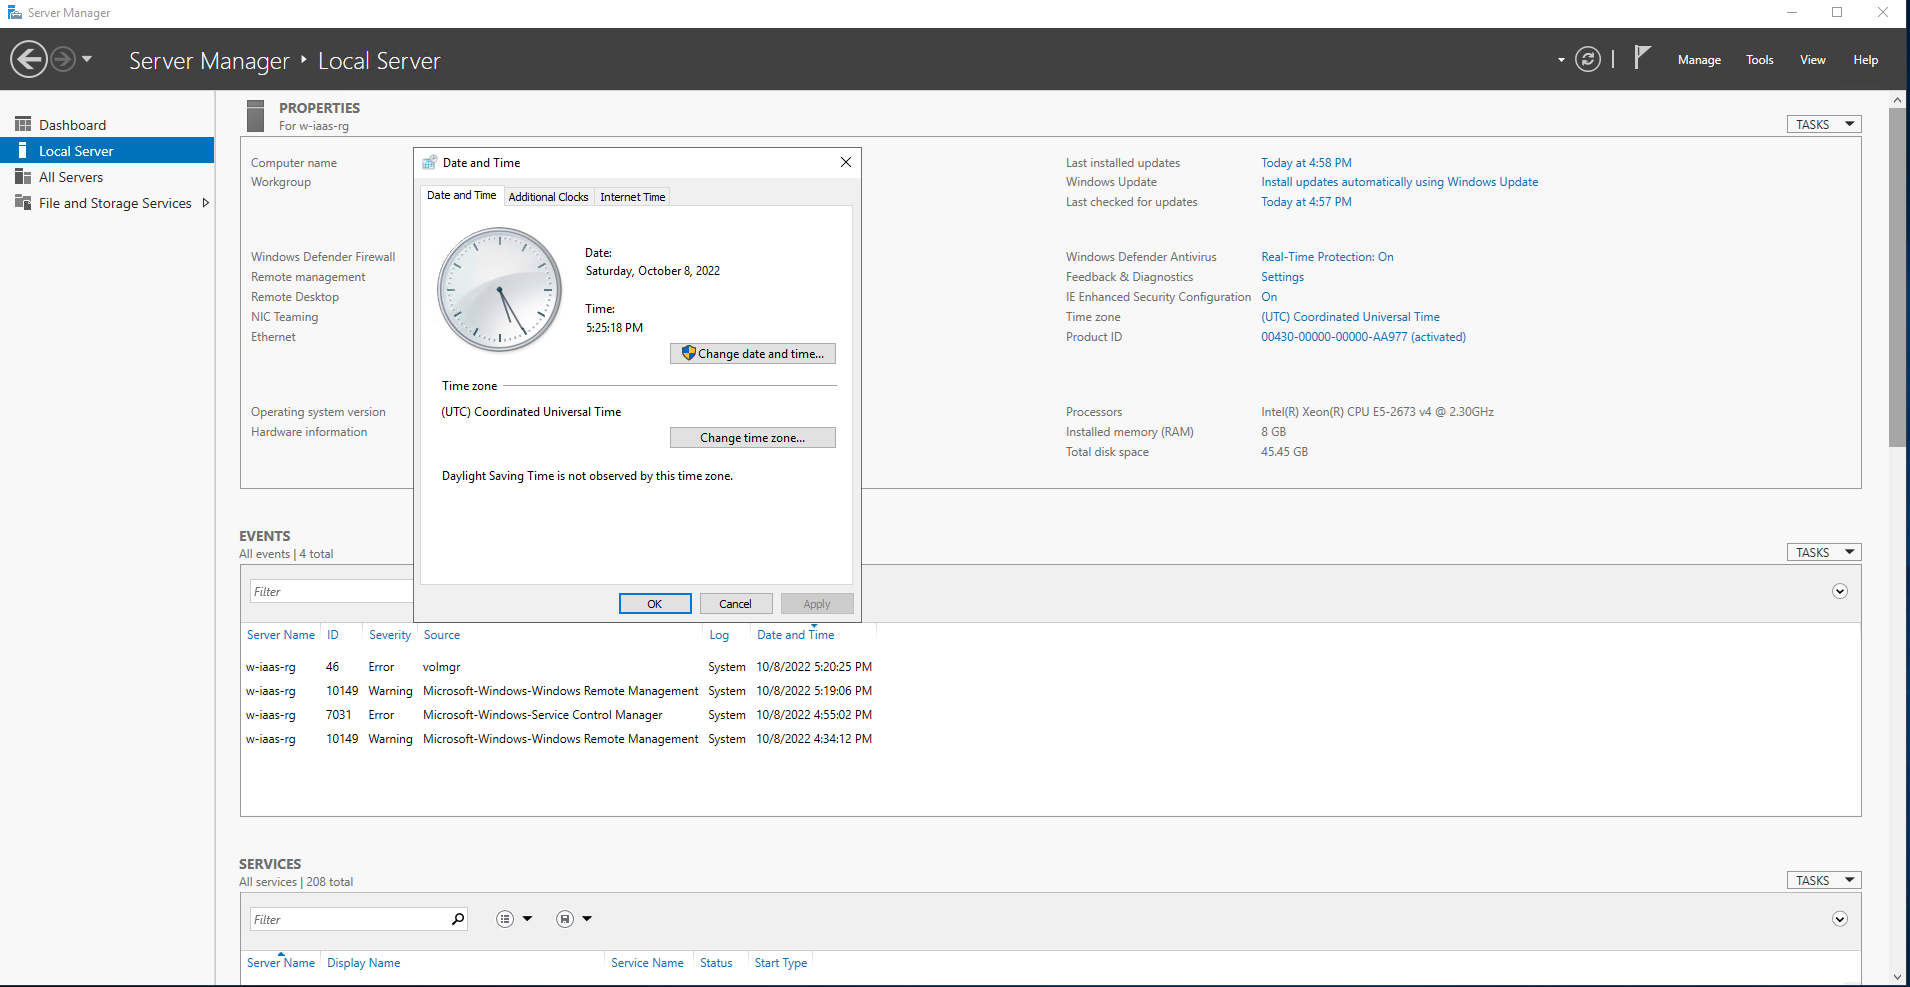 Server Manager
Server Manager ‣ Local Server
Manage Tools View Help
Dashboard
Local Server
All Servers
File and Storage Services
PROPERTIES
For w-iaas-rg
TASKS
Computer name
Workgroup
Windows Defender Firewall
Remote management
Remote Desktop
NIC Teaming
Ethernet
Operating system version
Hardware information
Date and Time
Date and Time Additional Clocks Internet Time
Date:
Saturday, October 8, 2022
Time:
5:25:18 PM
Change date and time...
Time zone
(UTC) Coordinated Universal Time
Change time zone...
Daylight Saving Time is not observed by this time zone.
OK Cancel Apply
Last installed updates Today at 4:58 PM
Windows Update Install updates automatically using Windows Update
Last checked for updates Today at 4:57 PM
Windows Defender Antivirus Real-Time Protection: On
Feedback & Diagnostics Settings
IE Enhanced Security Configuration On
Time zone (UTC) Coordinated Universal Time
Product ID 00430-00000-00000-AA977 (activated)
Processors Intel(R) Xeon(R) CPU E5-2673 v4 @ 2.30GHz
Installed memory (RAM) 8 GB
Total disk space 45.45 GB
EVENTS
All events | 4 total
TASKS
Filter
Server Name ID Severity Source Log Date and Time
w-iaas-rg 46 Error volmgr System 10/8/2022 5:20:25 PM
w-iaas-rg 10149 Warning Microsoft-Windows-Windows Remote Management System 10/8/2022 5:19:06 PM
w-iaas-rg 7031 Error Microsoft-Windows-Service Control Manager System 10/8/2022 4:55:02 PM
w-iaas-rg 10149 Warning Microsoft-Windows-Windows Remote Management System 10/8/2022 4:34:12 PM
SERVICES
All services | 208 total
TASKS
Filter
Server Name Display Name Service Name Status Start Type